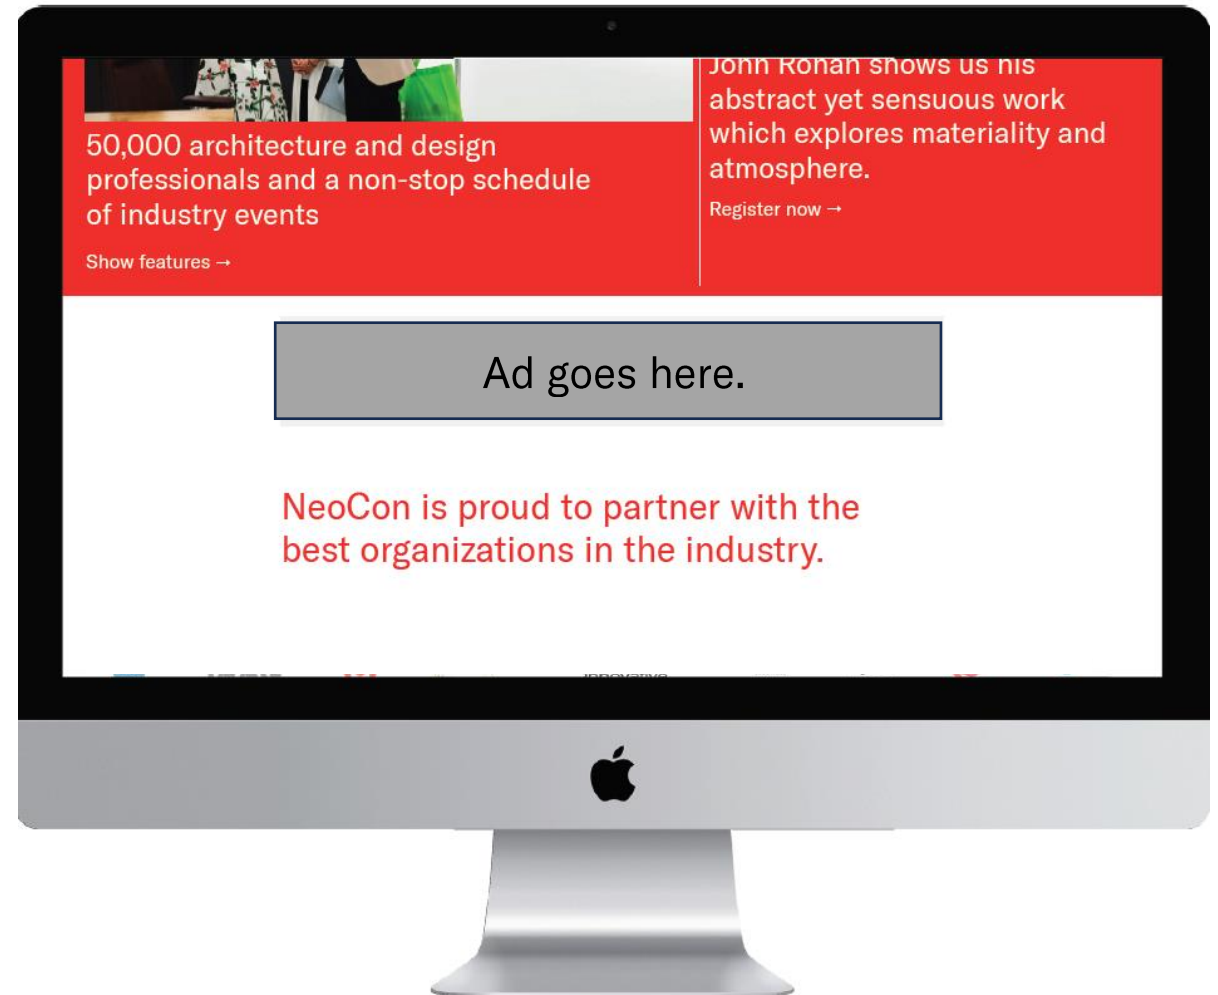 50,000 architecture and design
professionals and a non-stop schedule
of industry events
Show features →
John Ronan shows us his
abstract yet sensuous work
which explores materiality and
atmosphere.
Register now →
Ad goes here.
NeoCon is proud to partner with the
best organizations in the industry.